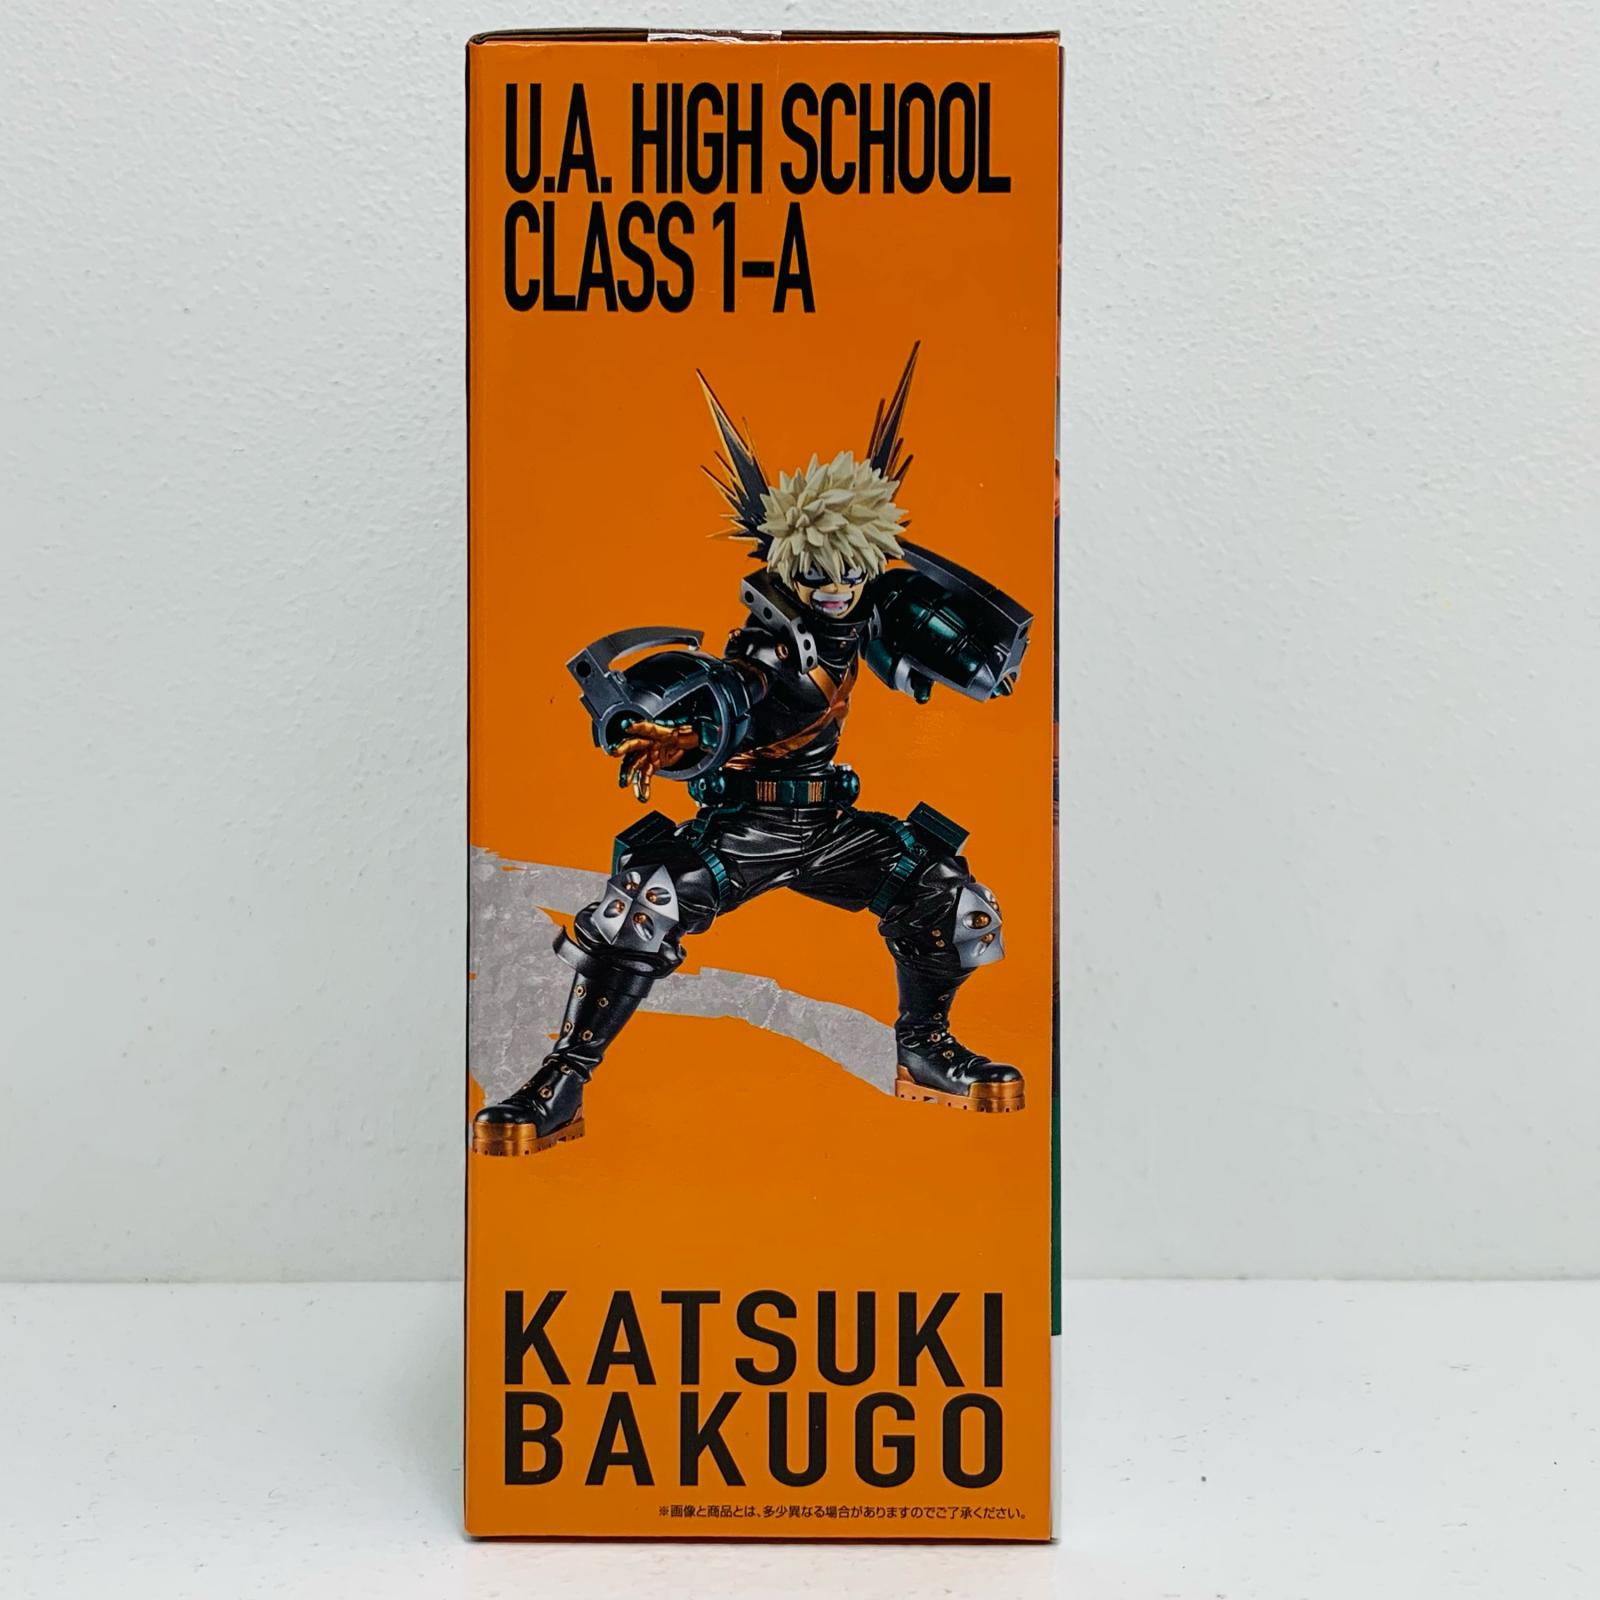 U.A. HIGH SCHOOL
CLASS 1-A
KATSUKI
BAKUGO
※画像と商品とは、多少異なる場合がありますのでご了承ください。